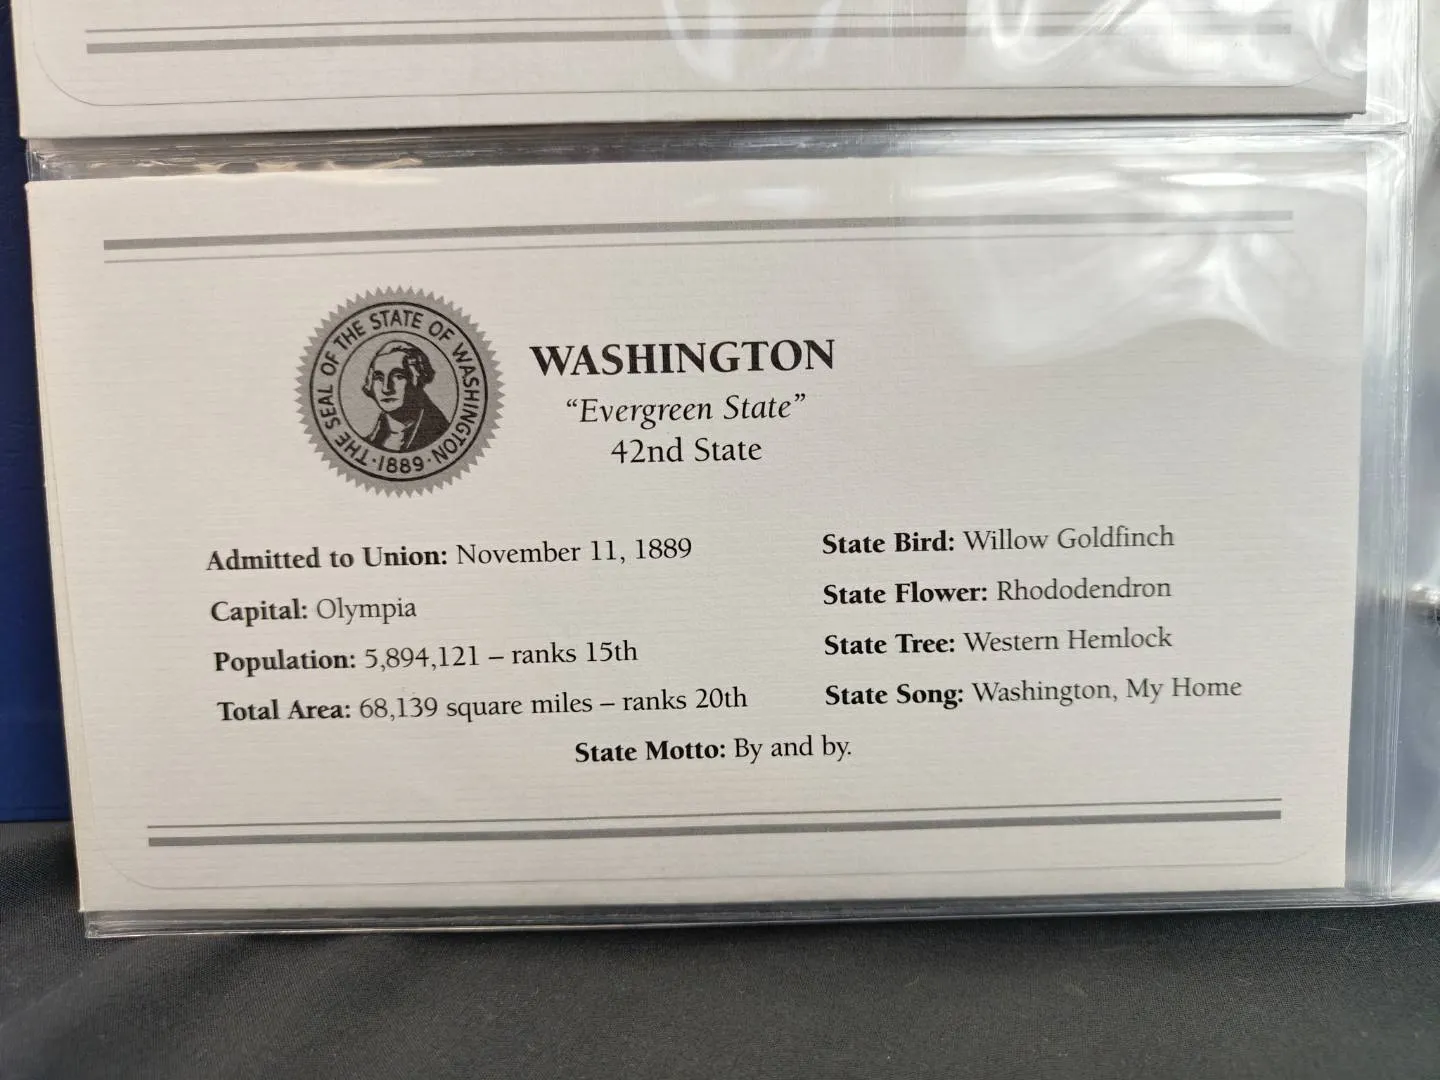 THE SEAL OF THE STATE OF WASHINGTON
1889
WASHINGTON
“Evergreen State”
42nd State
Admitted to Union: November 11, 1889
Capital: Olympia
Population: 5,894,121 – ranks 15th
Total Area: 68,139 square miles – ranks 20th
State Bird: Willow Goldfinch
State Flower: Rhododendron
State Tree: Western Hemlock
State Song: Washington, My Home
State Motto: By and by.